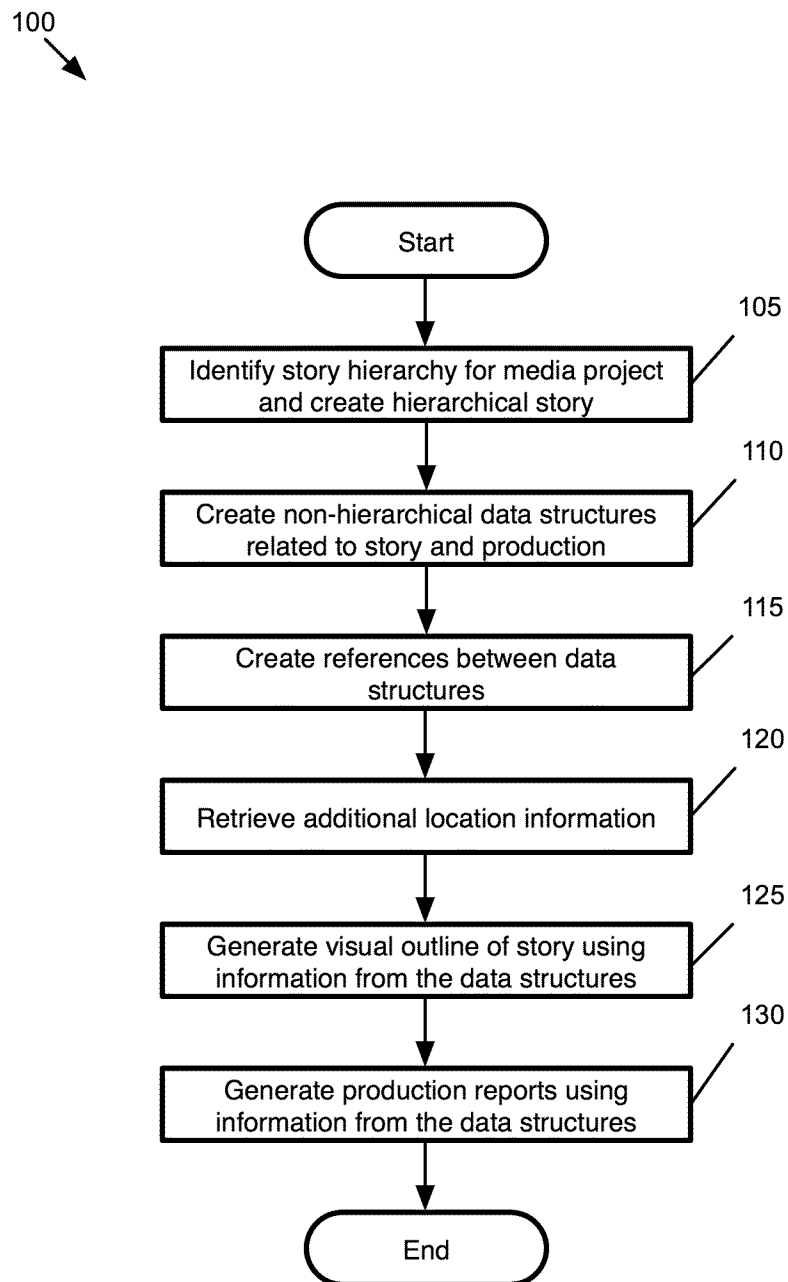 100
Start
105
Identify story hierarchy for media project
and create hierarchical story
110
Create non-hierarchical data structures
related to story and production
115
Create references between data
structures
120
Retrieve additional location information
125
Generate visual outline of story using
information from the data structures
130
Generate production reports using
information from the data structures
End